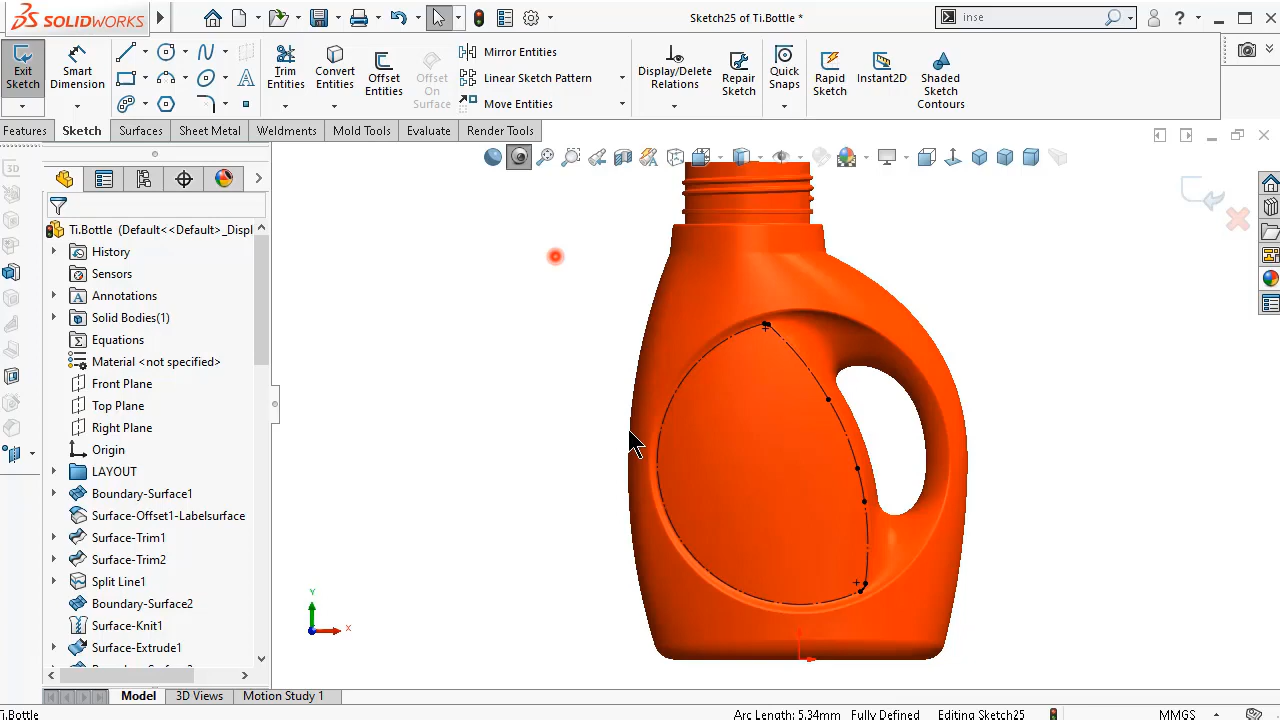 SOLIDWORKS
Sketch25 of Ti.Bottle *
inse
Exit Sketch
Smart Dimension
Trim Entities
Convert Entities
Offset Entities
Offset On Surface
Mirror Entities
Linear Sketch Pattern
Move Entities
Display/Delete Relations
Repair Sketch
Quick Snaps
Rapid Sketch
Instant2D
Shaded Sketch Contours
Features
Sketch
Surfaces
Sheet Metal
Weldments
Mold Tools
Evaluate
Render Tools
Ti.Bottle (Default<<Default>_Displ
History
Sensors
Annotations
Solid Bodies(1)
Equations
Material <not specified>
Front Plane
Top Plane
Right Plane
Origin
LAYOUT
Boundary-Surface1
Surface-Offset1-Labelsurface
Surface-Trim1
Surface-Trim2
Split Line1
Boundary-Surface2
Surface-Knit1
Surface-Extrude1
Y
X
Model
3D Views
Motion Study 1
Ti.Bottle
Arc Length: 5.34mm
Fully Defined
Editing Sketch25
MMGS